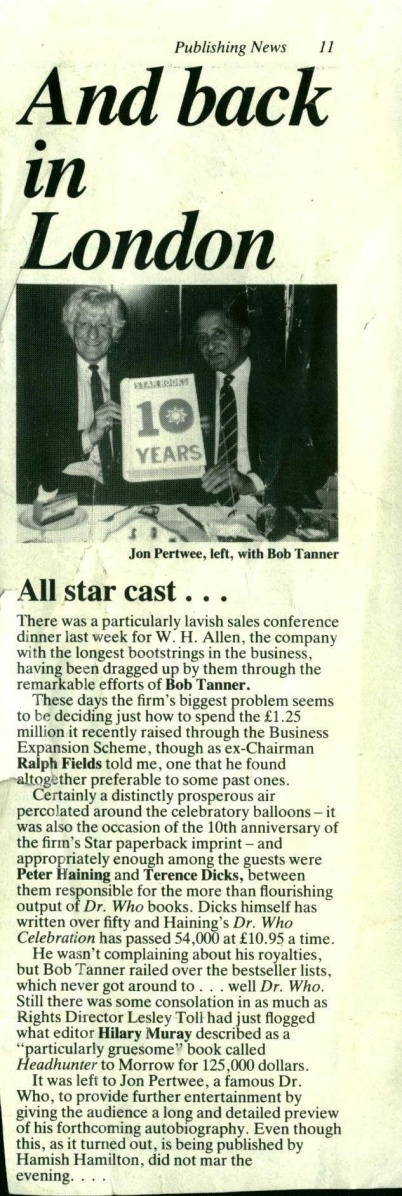 Publishing News 11
And back
in
London
STAR BOOKS
10
YEARS
Jon Pertwee, left, with Bob Tanner
All star cast . . .
There was a particularly lavish sales conference
dinner last week for W. H. Allen, the company
with the longest bootstrings in the business,
having been dragged up by them through the
remarkable efforts of Bob Tanner.
These days the firm's biggest problem seems
to be deciding just how to spend the £1.25
million it recently raised through the Business
Expansion Scheme, though as ex-Chairman
Ralph Fields told me, one that he found
altogether preferable to some past ones.
Certainly a distinctly prosperous air
percolated around the celebratory balloons – it
was also the occasion of the 10th anniversary of
the firm's Star paperback imprint – and
appropriately enough among the guests were
Peter Haining and Terence Dicks, between
them responsible for the more than flourishing
output of Dr. Who books. Dicks himself has
written over fifty and Haining's Dr. Who
Celebration has passed 54,000 at £10.95 a time.
He wasn't complaining about his royalties,
but Bob Tanner railed over the bestseller lists,
which never got around to . . . well Dr. Who.
Still there was some consolation in as much as
Rights Director Lesley Toll had just flogged
what editor Hilary Muray described as a
"particularly gruesome" book called
Headhunter to Morrow for 125,000 dollars.
It was left to Jon Pertwee, a famous Dr.
Who, to provide further entertainment by
giving the audience a long and detailed preview
of his forthcoming autobiography. Even though
this, as it turned out, is being published by
Hamish Hamilton, did not mar the
evening. . . .